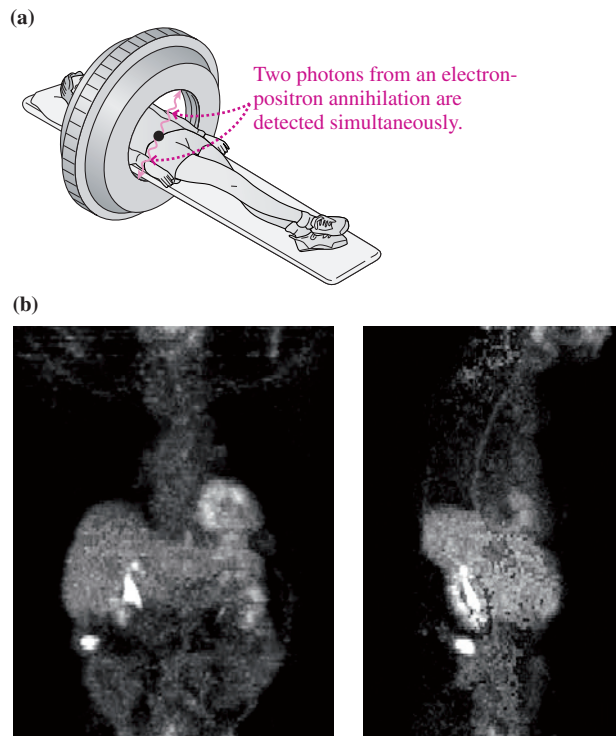 (a)
Two photons from an electron-
positron annihilation are
detected simultaneously.
(b)